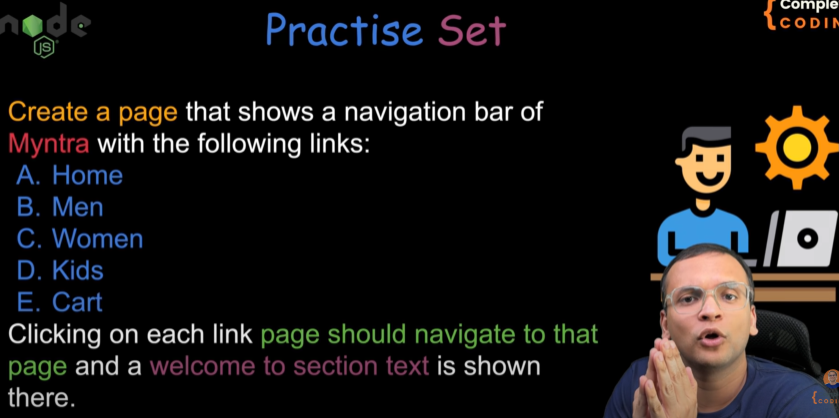 node
JS
Practise Set
Comple
CODIN
Create a page that shows a navigation bar of
Myntra with the following links:
A. Home
B. Men
C. Women
D. Kids
E. Cart
Clicking on each link page should navigate to that
page and a welcome to section text is shown
there.